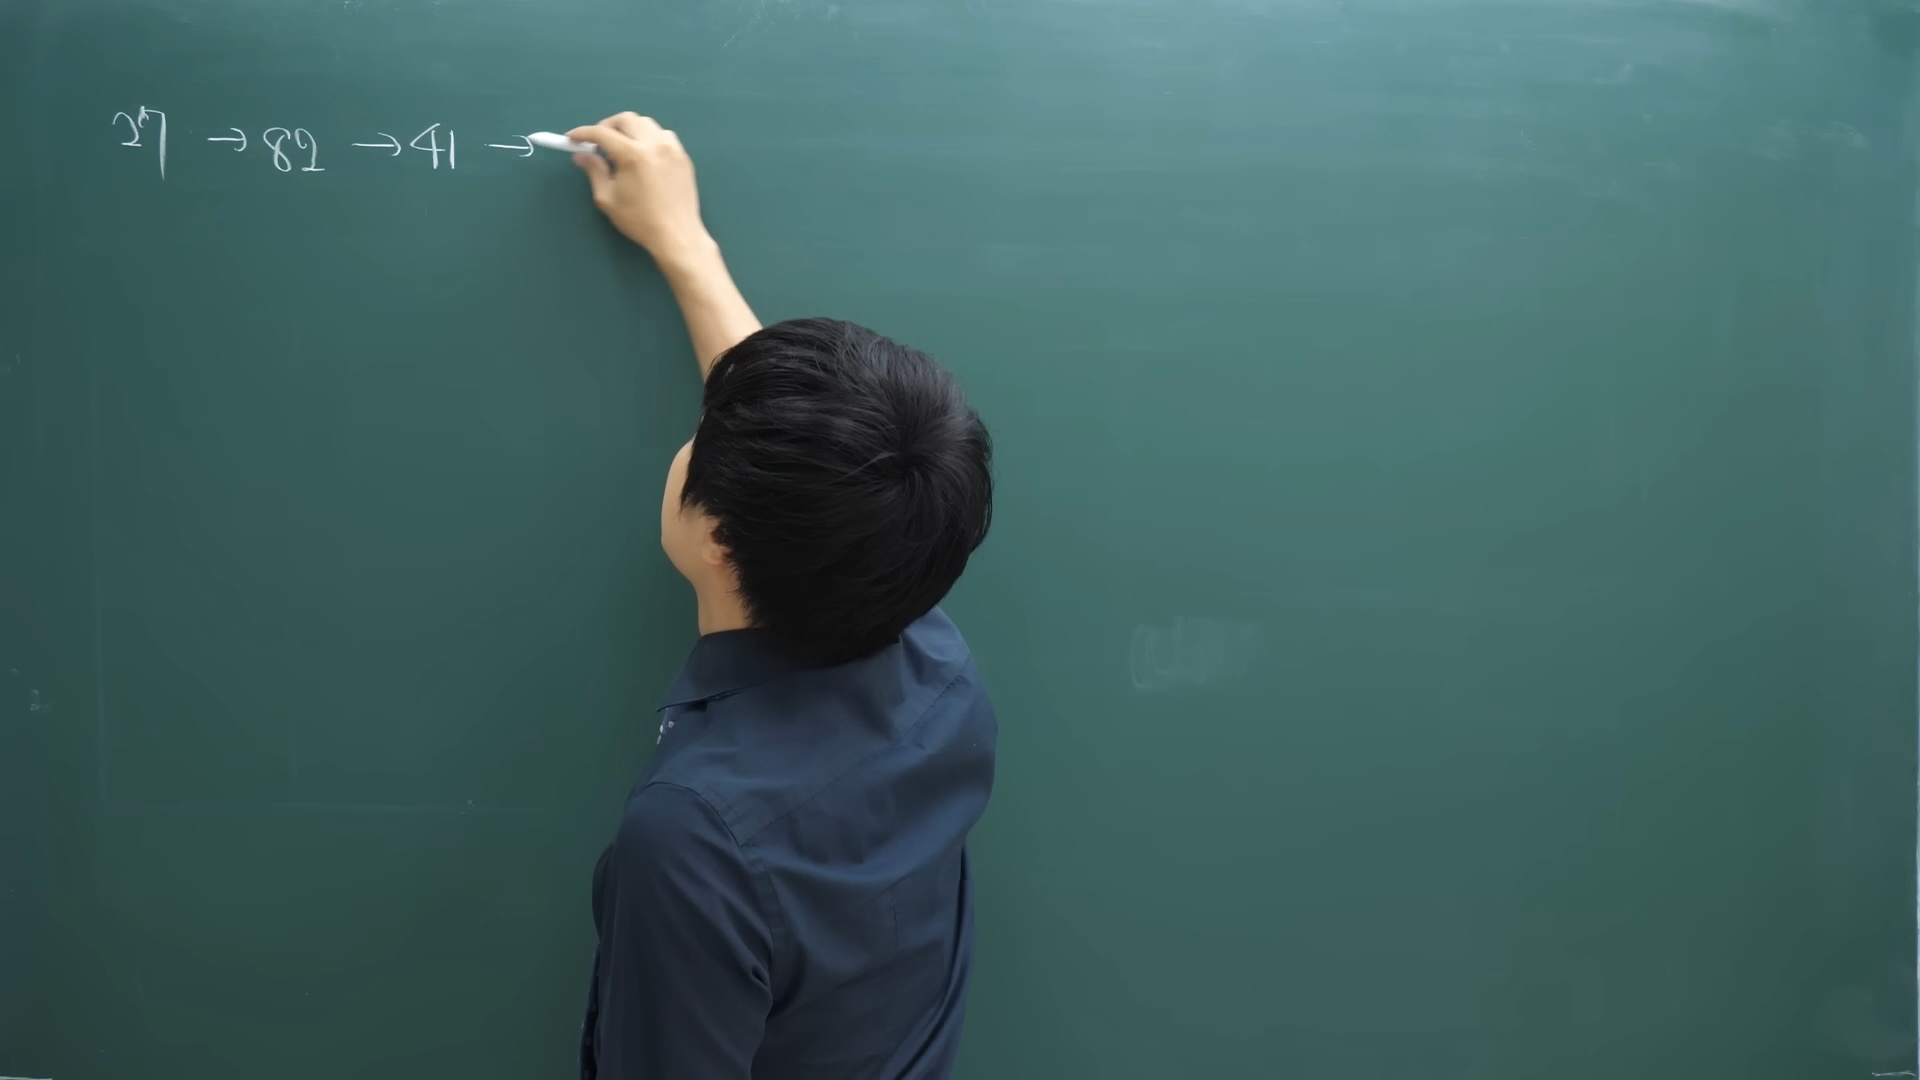 27 → 82 → 41 →